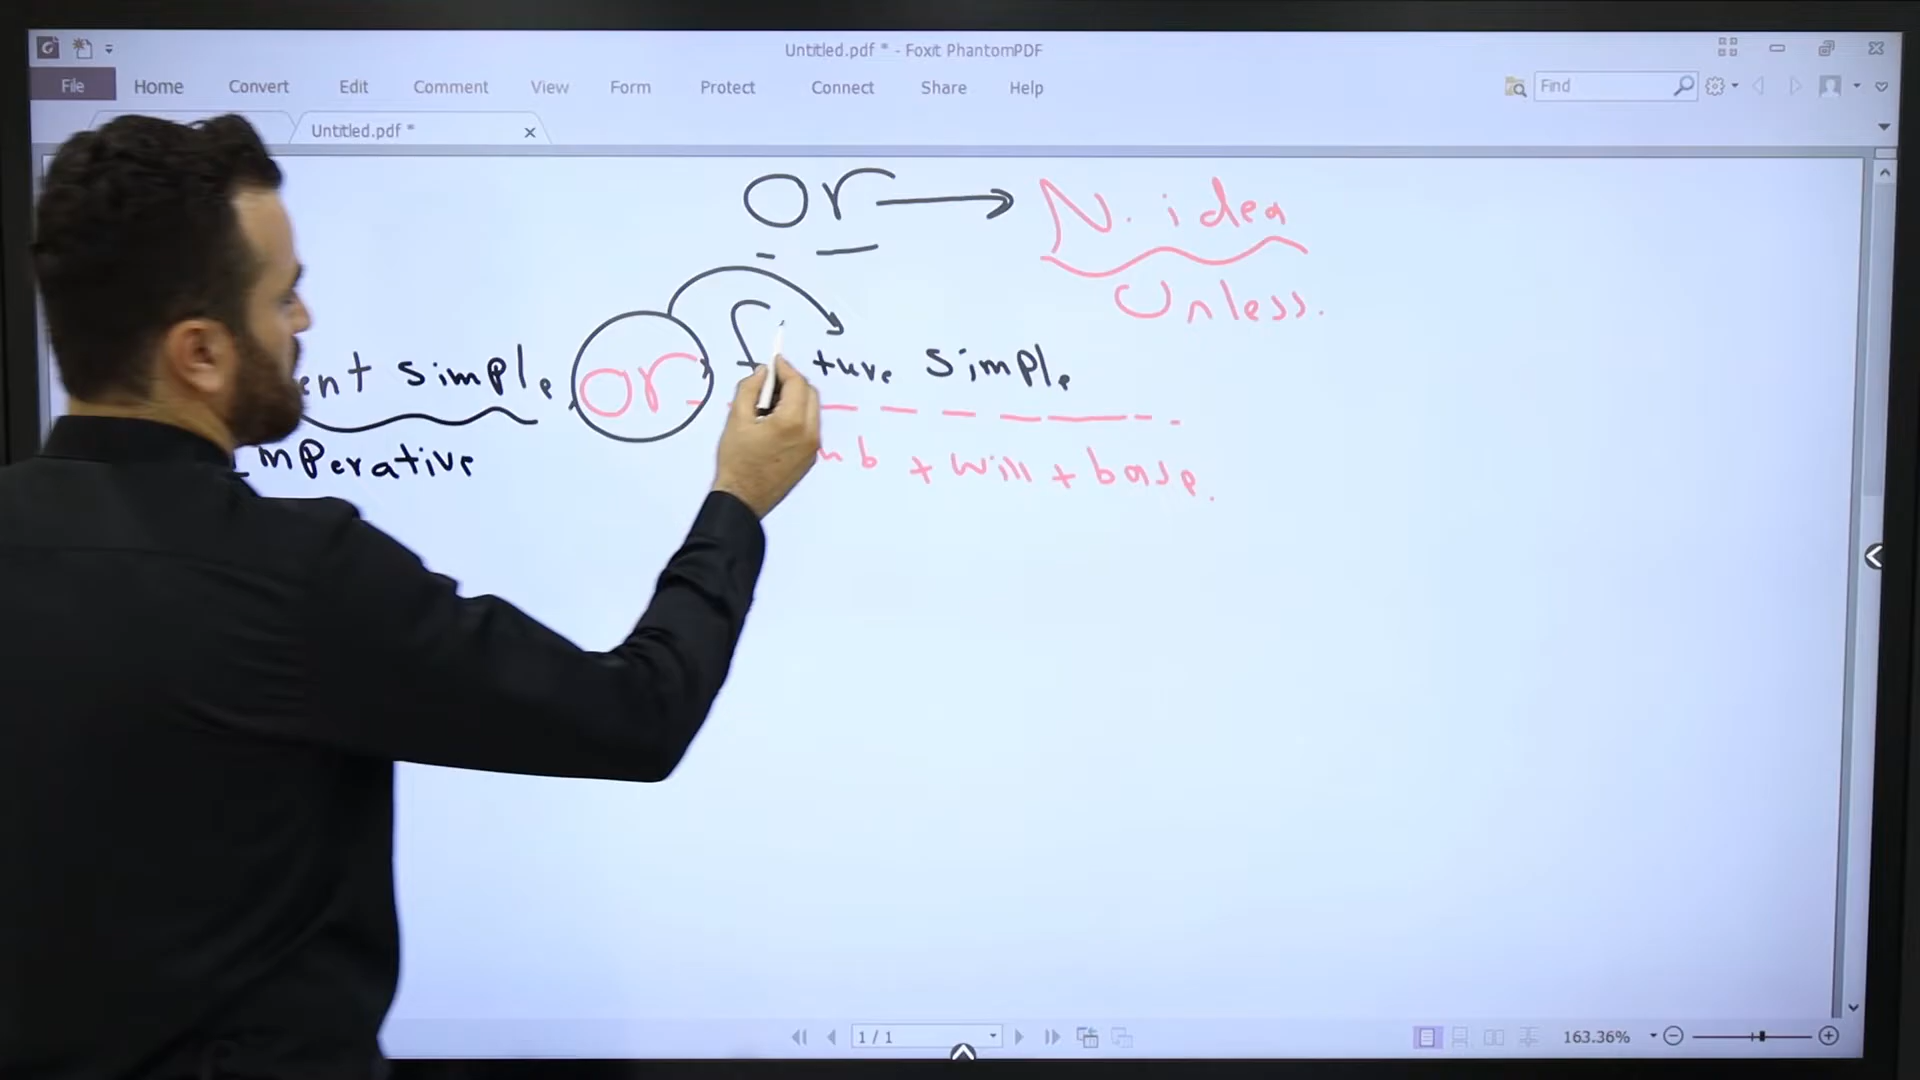 Untitled.pdf * - Foxit PhantomPDF
File Home Convert Edit Comment View Form Protect Connect Share Help Find
Untitled.pdf *
or → N. idea
Unless.
simple, or, simple
mperative + will + base.
1 / 1
163.36%